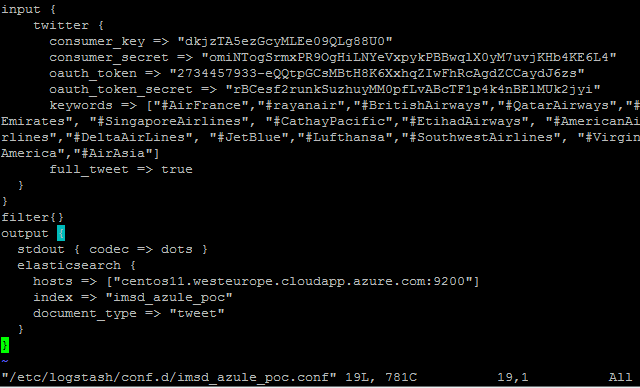 input {
    twitter {
      consumer_key => "dkjzTA5ezGcyMLEe09QLg88U0"
      consumer_secret => "omiNTogSrmxPR9OgHiLNYeVxpykPBBwqlX0yM7uvjKHb4KE6L4"
      oauth_token => "2734457933-eQQtpGCsMBtH8K6XxhqZIwFhRcAgdZCCaydJ6zs"
      oauth_token_secret => "rBCesf2runkSuzhuyMM0pfLvABcTF1p4k4nBElMUk2jyi"
      keywords => ["#AirFrance","#rayanair","#BritishAirways","#QatarAirways","#
Emirates", "#SingaporeAirlines", "#CathayPacific","#EtihadAirways", "#AmericanAi
rlines","#DeltaAirLines", "#JetBlue","#Lufthansa","#SouthwestAirlines", "#Virgin
America","#AirAsia"]
      full_tweet => true
  }
}
filter{}
output {
  stdout { codec => dots }
  elasticsearch {
    hosts => ["centos11.westeurope.cloudapp.azure.com:9200"]
    index => "imsd_azule_poc"
    document_type => "tweet"
  }
}
~
"/etc/logstash/conf.d/imsd_azule_poc.conf" 19L, 781C          19,1          All